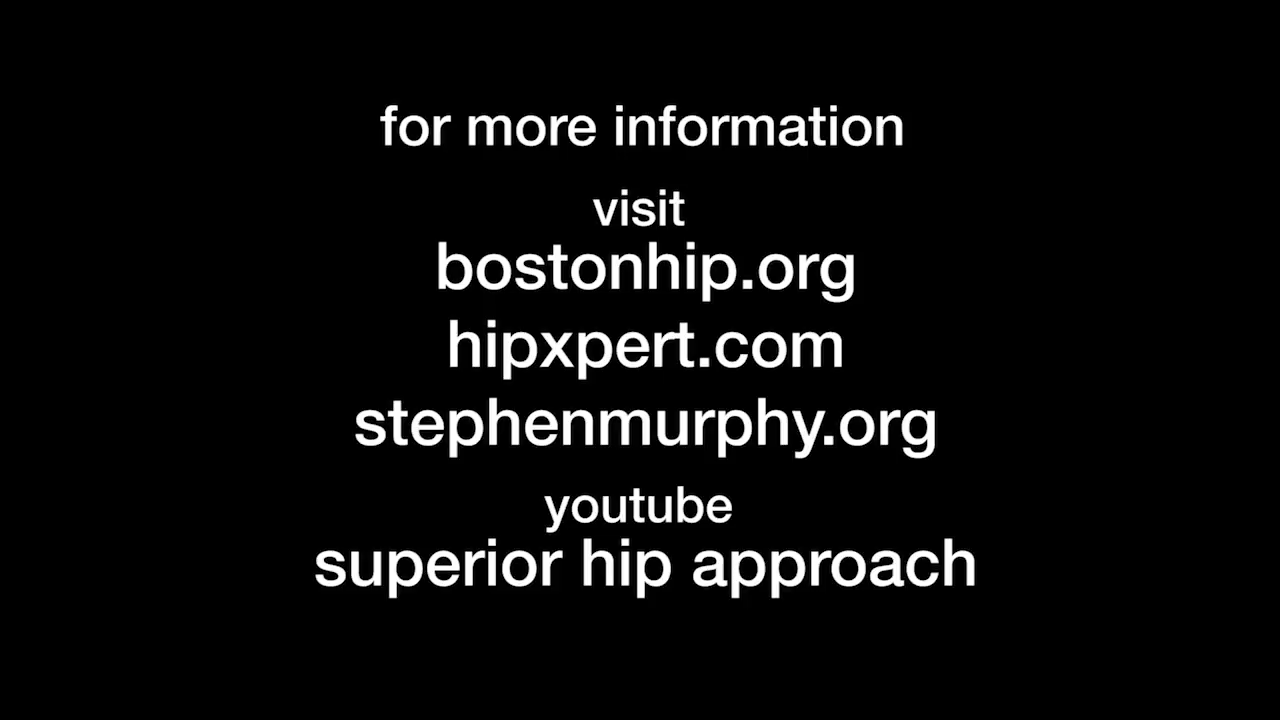 for more information
visit
bostonhip.org
hipxpert.com
stephenmurphy.org
youtube
superior hip approach